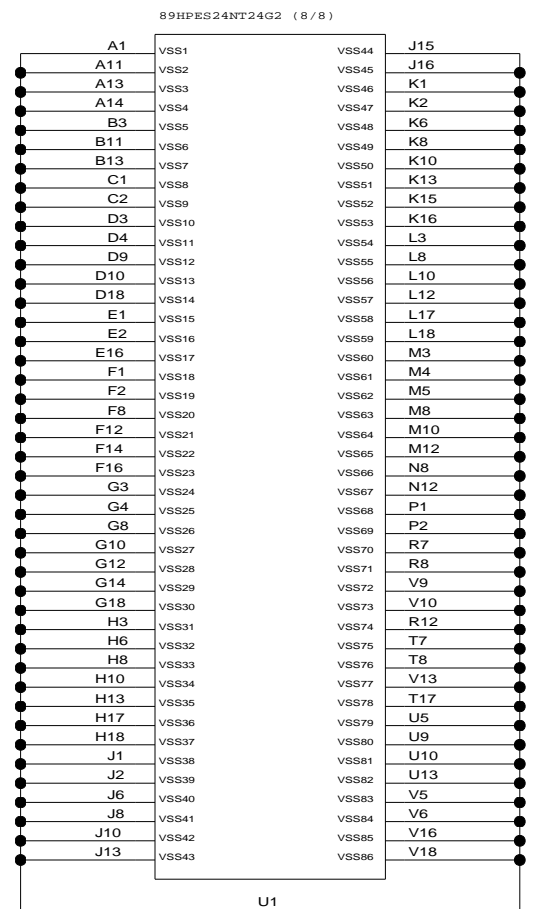 89HPES24NT24G2 (8/8)
A1 VSS1 VSS44 J15
A11 VSS2 VSS45 J16
A13 VSS3 VSS46 K1
A14 VSS4 VSS47 K2
B3 VSS5 VSS48 K6
B11 VSS6 VSS49 K8
B13 VSS7 VSS50 K10
C1 VSS8 VSS51 K13
C2 VSS9 VSS52 K15
D3 VSS10 VSS53 K16
D4 VSS11 VSS54 L3
D9 VSS12 VSS55 L8
D10 VSS13 VSS56 L10
D18 VSS14 VSS57 L12
E1 VSS15 VSS58 L17
E2 VSS16 VSS59 L18
E16 VSS17 VSS60 M3
F1 VSS18 VSS61 M4
F2 VSS19 VSS62 M5
F8 VSS20 VSS63 M8
F12 VSS21 VSS64 M10
F14 VSS22 VSS65 M12
F16 VSS23 VSS66 N8
G3 VSS24 VSS67 N12
G4 VSS25 VSS68 P1
G8 VSS26 VSS69 P2
G10 VSS27 VSS70 R7
G12 VSS28 VSS71 R8
G14 VSS29 VSS72 V9
G18 VSS30 VSS73 V10
H3 VSS31 VSS74 R12
H6 VSS32 VSS75 T7
H8 VSS33 VSS76 T8
H10 VSS34 VSS77 V13
H13 VSS35 VSS78 T17
H17 VSS36 VSS79 U5
H18 VSS37 VSS80 U9
J1 VSS38 VSS81 U10
J2 VSS39 VSS82 U13
J6 VSS40 VSS83 V5
J8 VSS41 VSS84 V6
J10 VSS42 VSS85 V16
J13 VSS43 VSS86 V18
U1